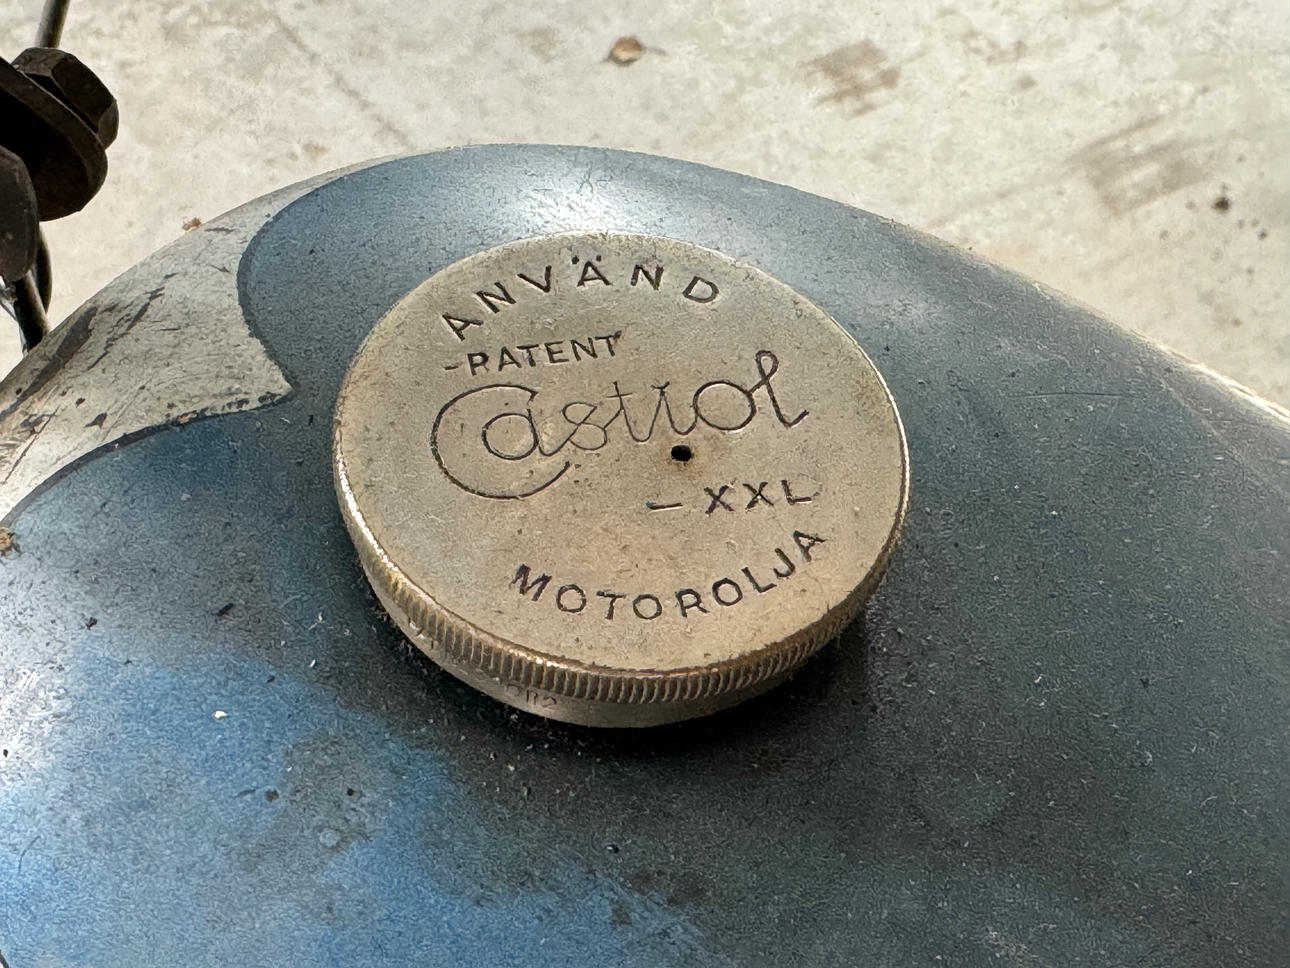 ANVÄND
-PATENT
Castrol
- XXL
MOTOROLJA